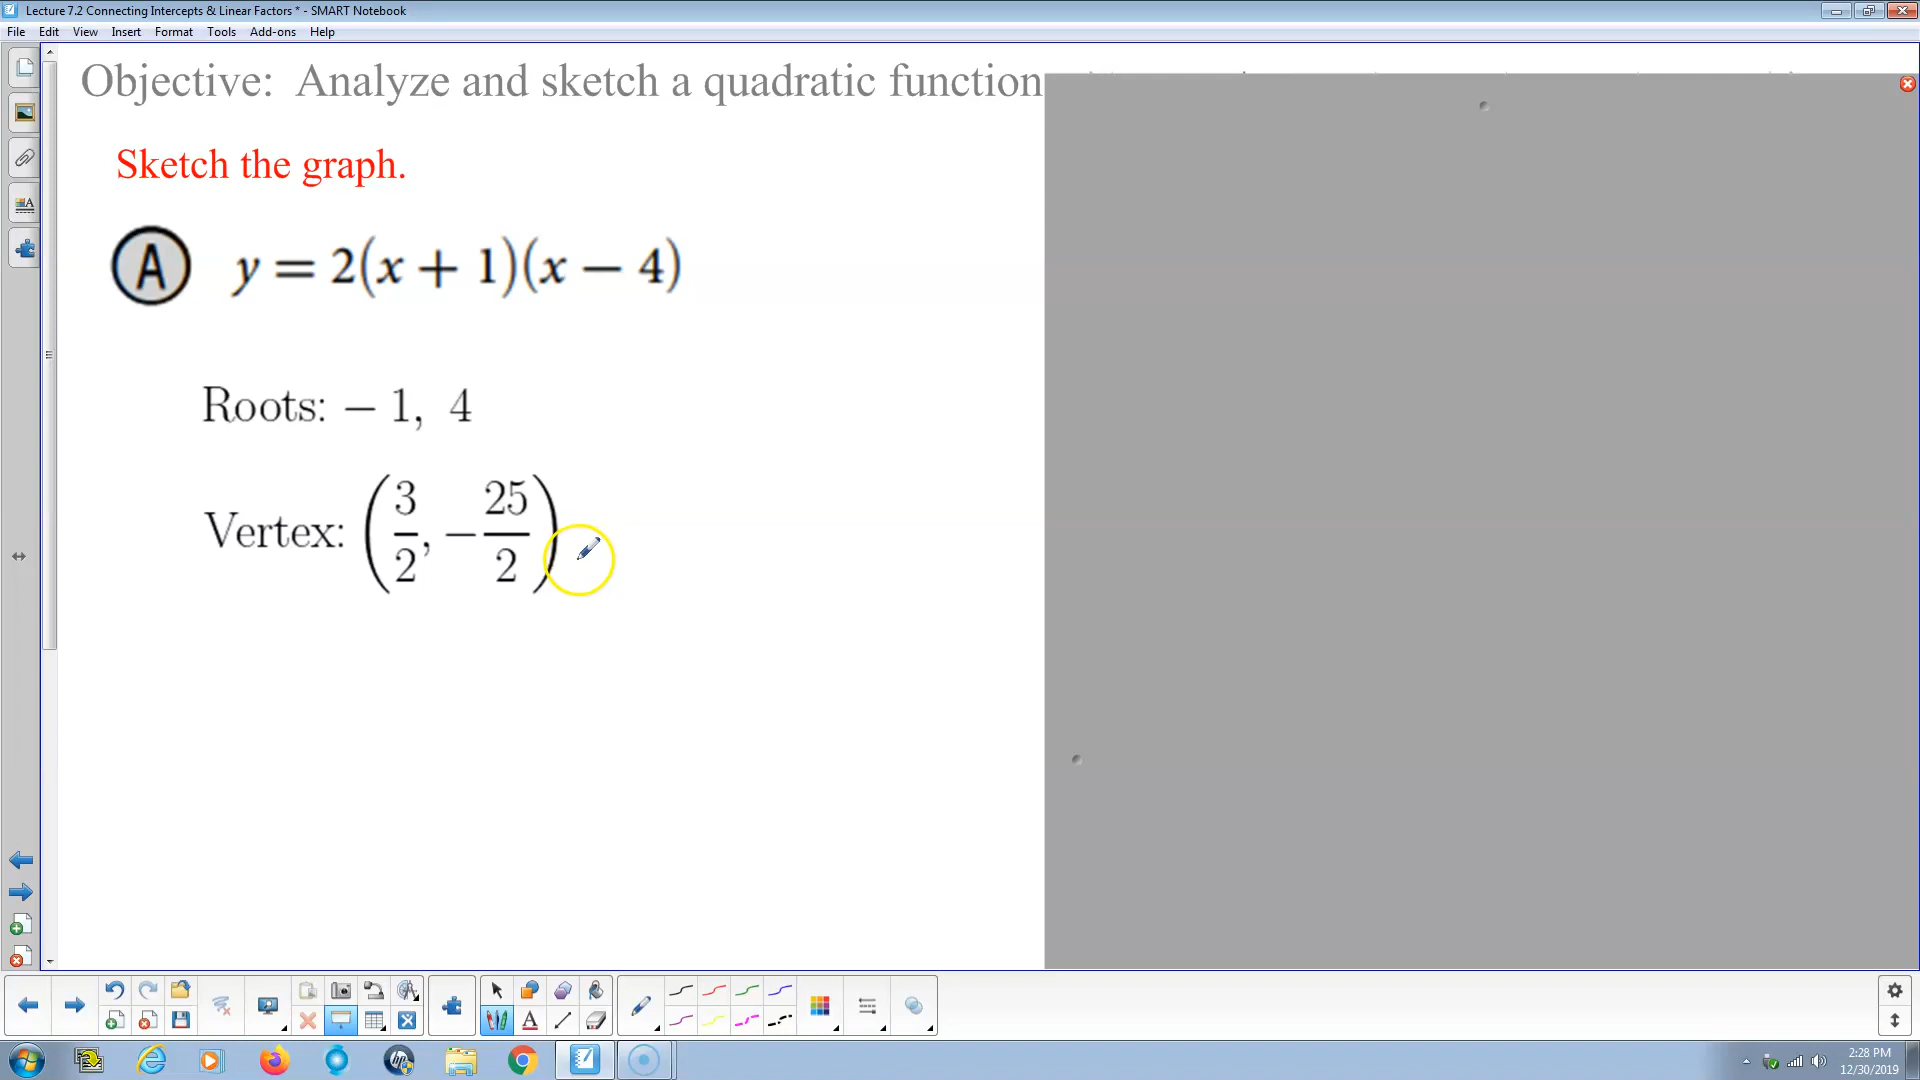 Lecture 7.2 Connecting Intercepts & Linear Factors * - SMART Notebook
File Edit View Insert Format Tools Add-ons Help
Objective: Analyze and sketch a quadratic function
Sketch the graph.
A y = 2(x + 1)(x − 4)
Roots: − 1, 4
Vertex: (3/2, −25/2)
2:28 PM
12/30/2019